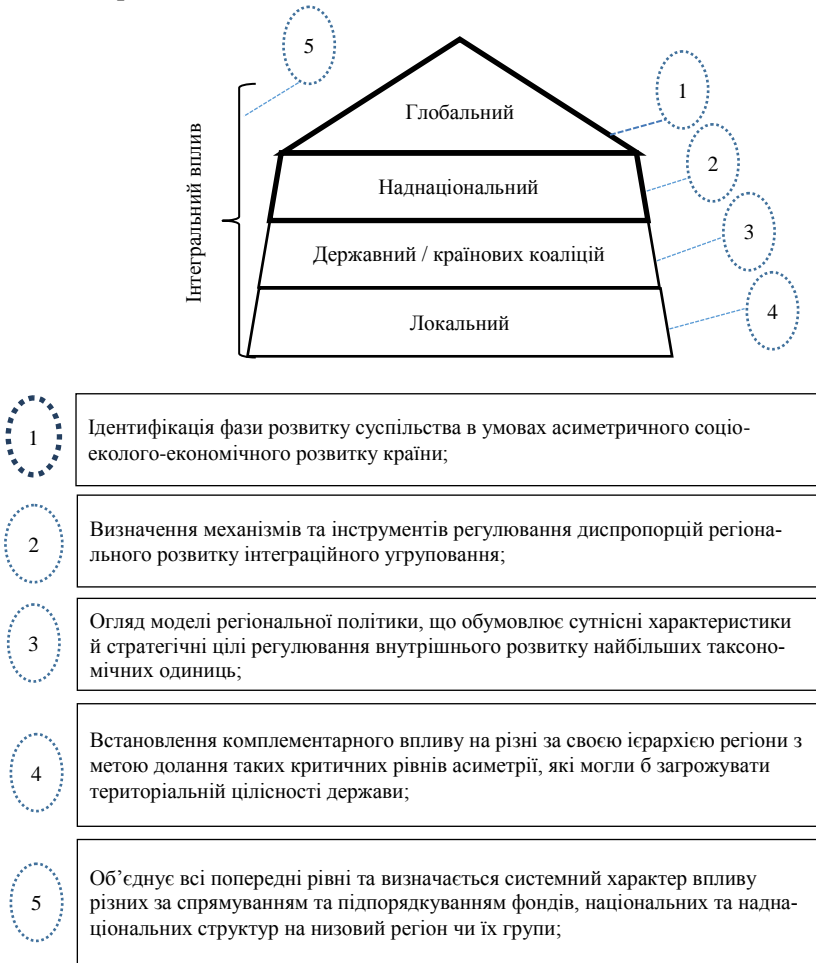 5
Глобальний
1
Наднаціональний
2
Державний / країнових коаліцій
3
Локальний
4
Інтегральний вплив
1
Ідентифікація фази розвитку суспільства в умовах асиметричного соціо-
еколого-економічного розвитку країни;
2
Визначення механізмів та інструментів регулювання диспропорцій регіона-
льного розвитку інтеграційного угруповання;
3
Огляд моделі регіональної політики, що обумовлює сутнісні характеристики
й стратегічні цілі регулювання внутрішнього розвитку найбільших таксоно-
мічних одиниць;
4
Встановлення комплементарного впливу на різні за своєю ієрархією регіони з
метою долання таких критичних рівнів асиметрії, які могли б загрожувати
територіальній цілісності держави;
5
Об’єднує всі попередні рівні та визначається системний характер впливу
різних за спрямуванням та підпорядкуванням фондів, національних та надна-
ціональних структур на низовий регіон чи їх групи;